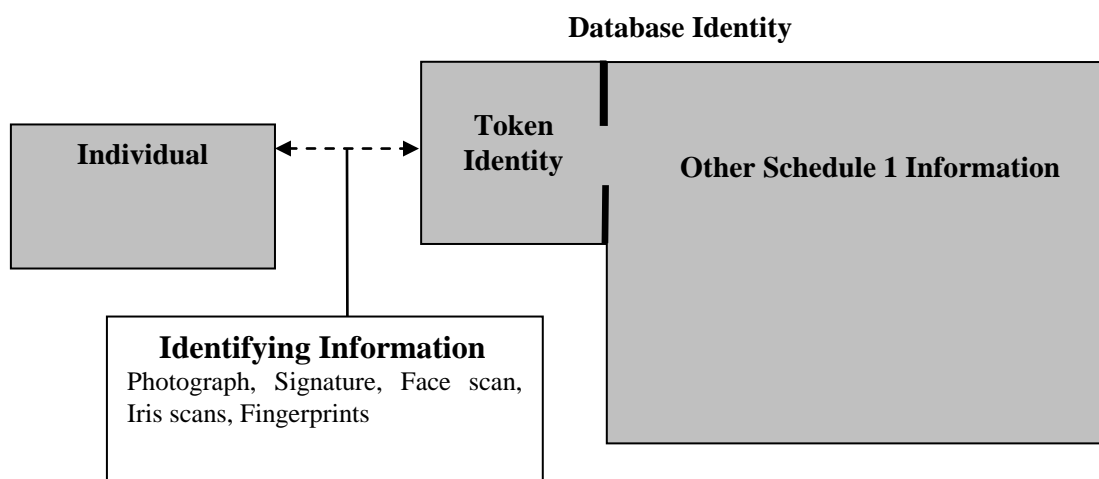 Database Identity
Individual
Token
Identity
Other Schedule 1 Information
Identifying Information
Photograph, Signature, Face scan,
Iris scans, Fingerprints